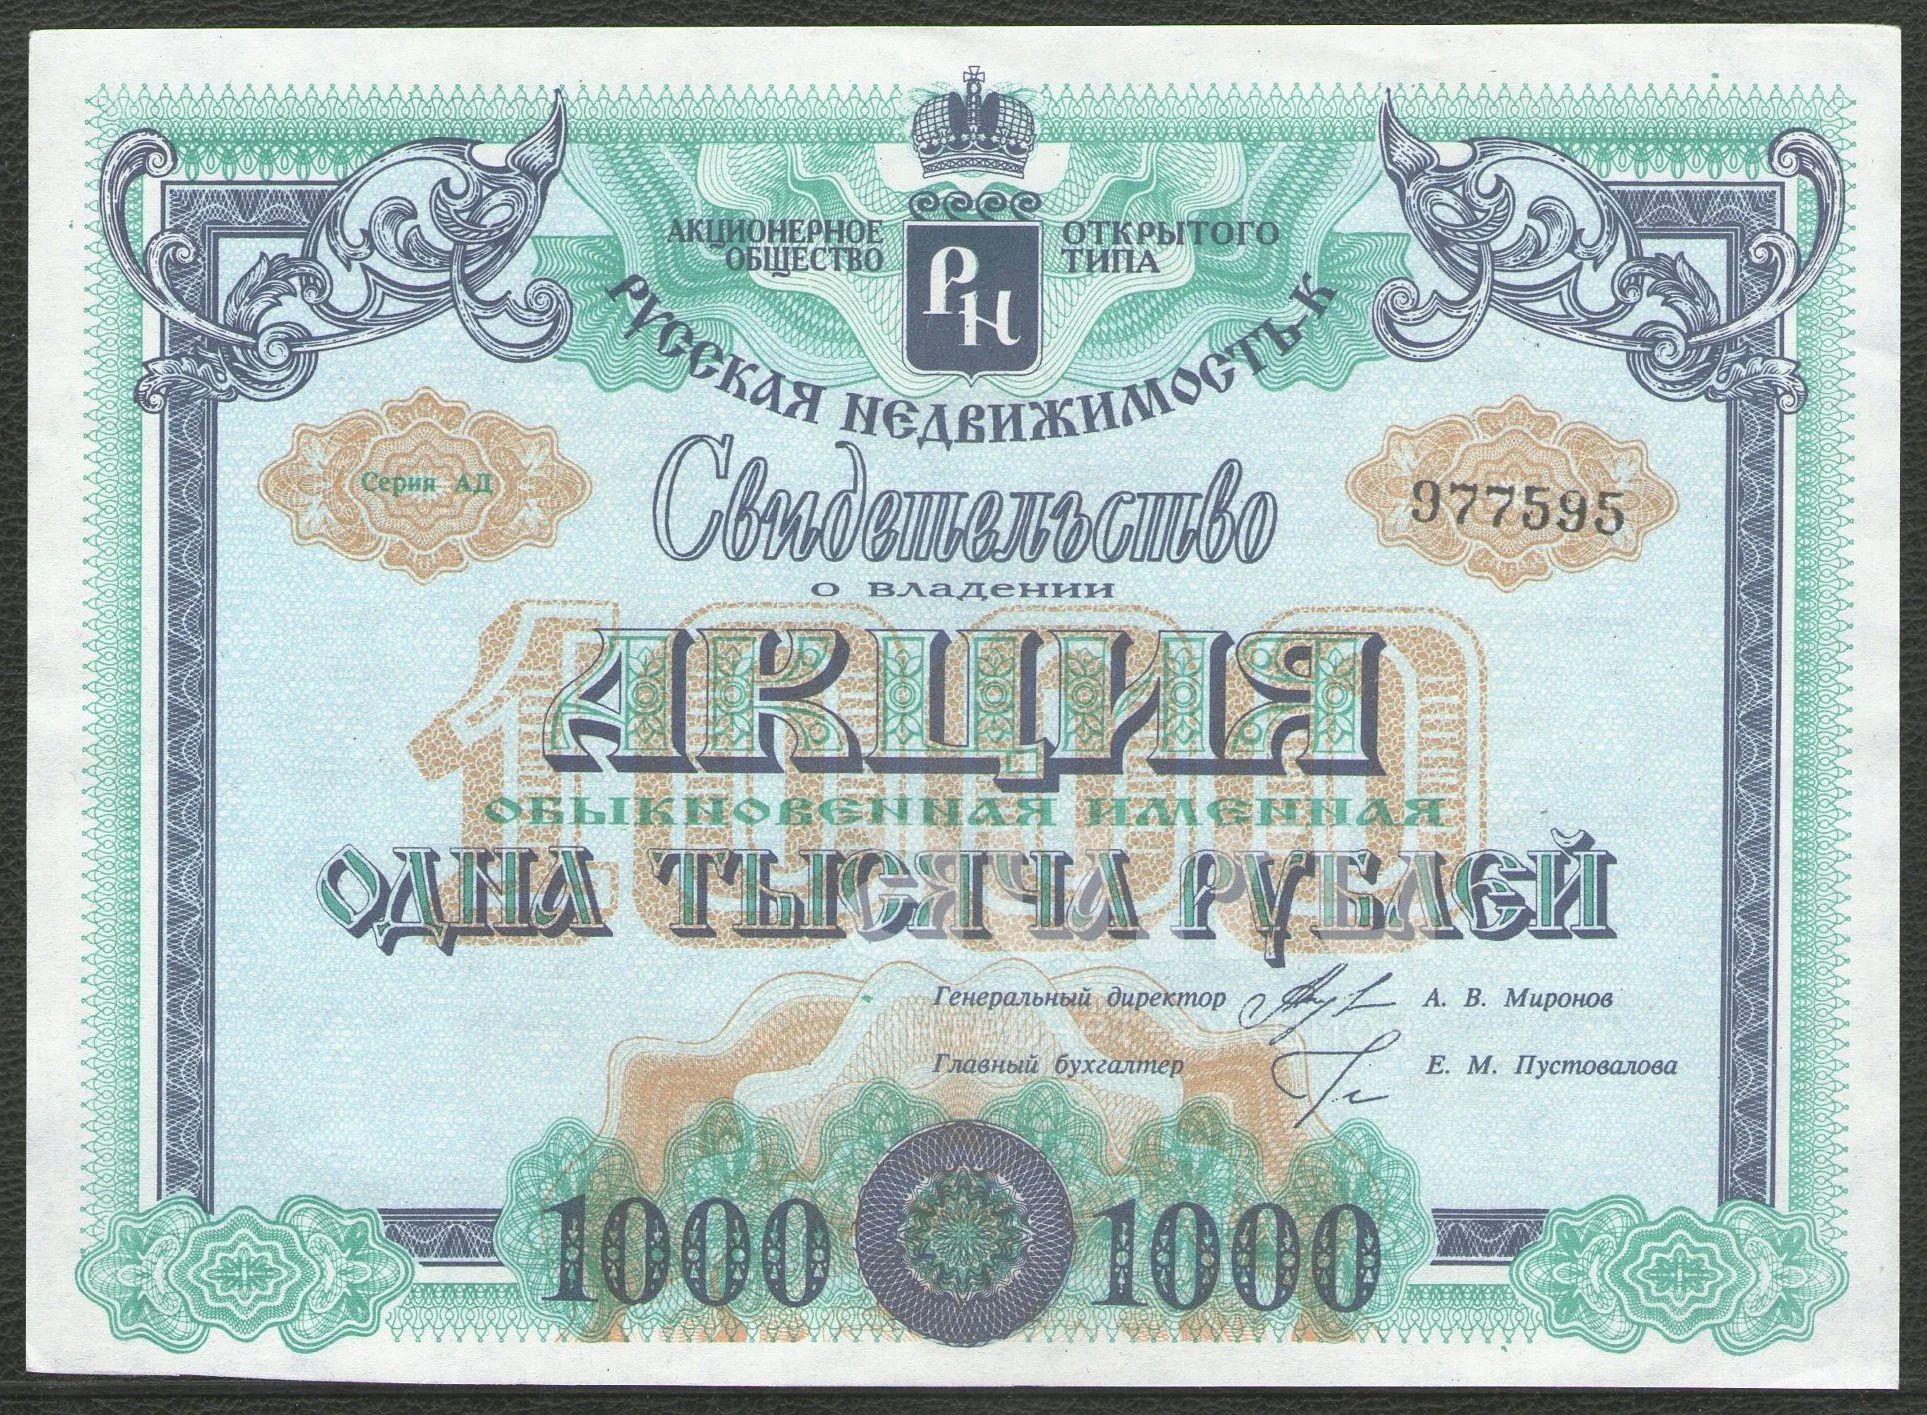 АКЦИОНЕРНОЕ ОБЩЕСТВО
ОТКРЫТОГО ТИПА
РН
РУССКАЯ НЕДВИЖИМОСТЬ-К
Серия АД
977595
Свидетельство
о владении
1000
АКЦИЯ
ОБЫКНОВЕННАЯ ИМЕННАЯ
ОДНА ТЫСЯЧА РУБЛЕЙ
Генеральный директор А. В. Миронов
Главный бухгалтер Е. М. Пустовалова
1000 1000